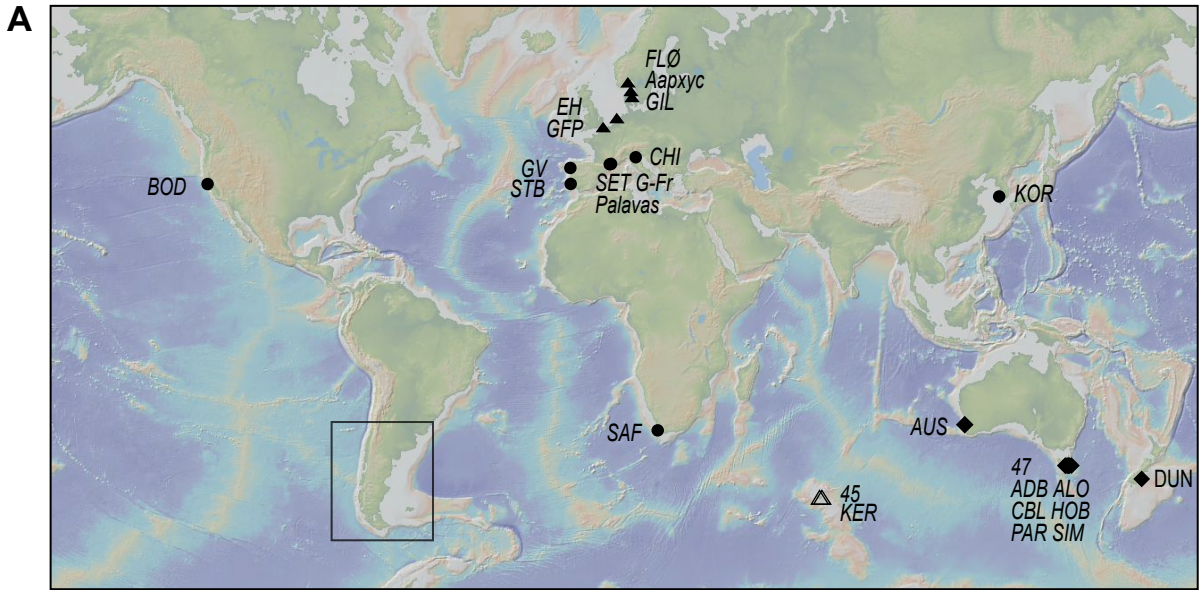 A
FLØ
Aapxyc
GIL
EH
GFP
GV
STB
CHI
SET G-Fr
Palavas
BOD
KOR
SAF
AUS
47
ADB ALO
CBL HOB
PAR SIM
DUN
45
KER